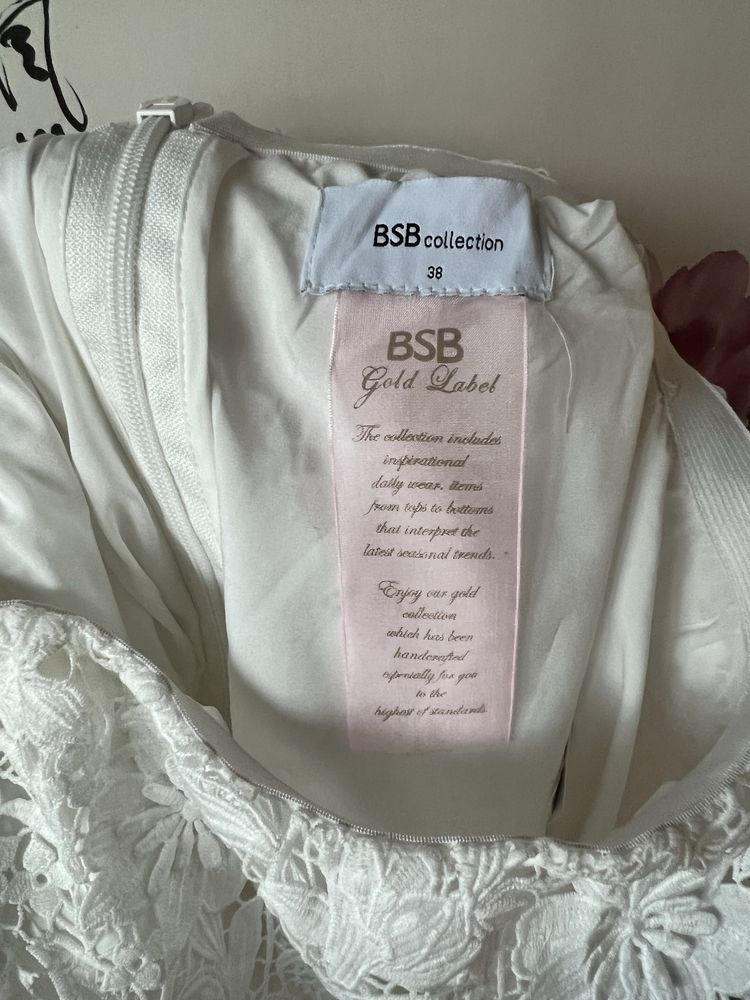 BSB collection
38
BSB
Gold Label
The collection includes
inspirational
daily wear. items
from tops to bottoms
that interpret the
latest seasonal trends.
Enjoy our gold
collection
which has been
handcrafted
especially for you
to the
highest of standards.